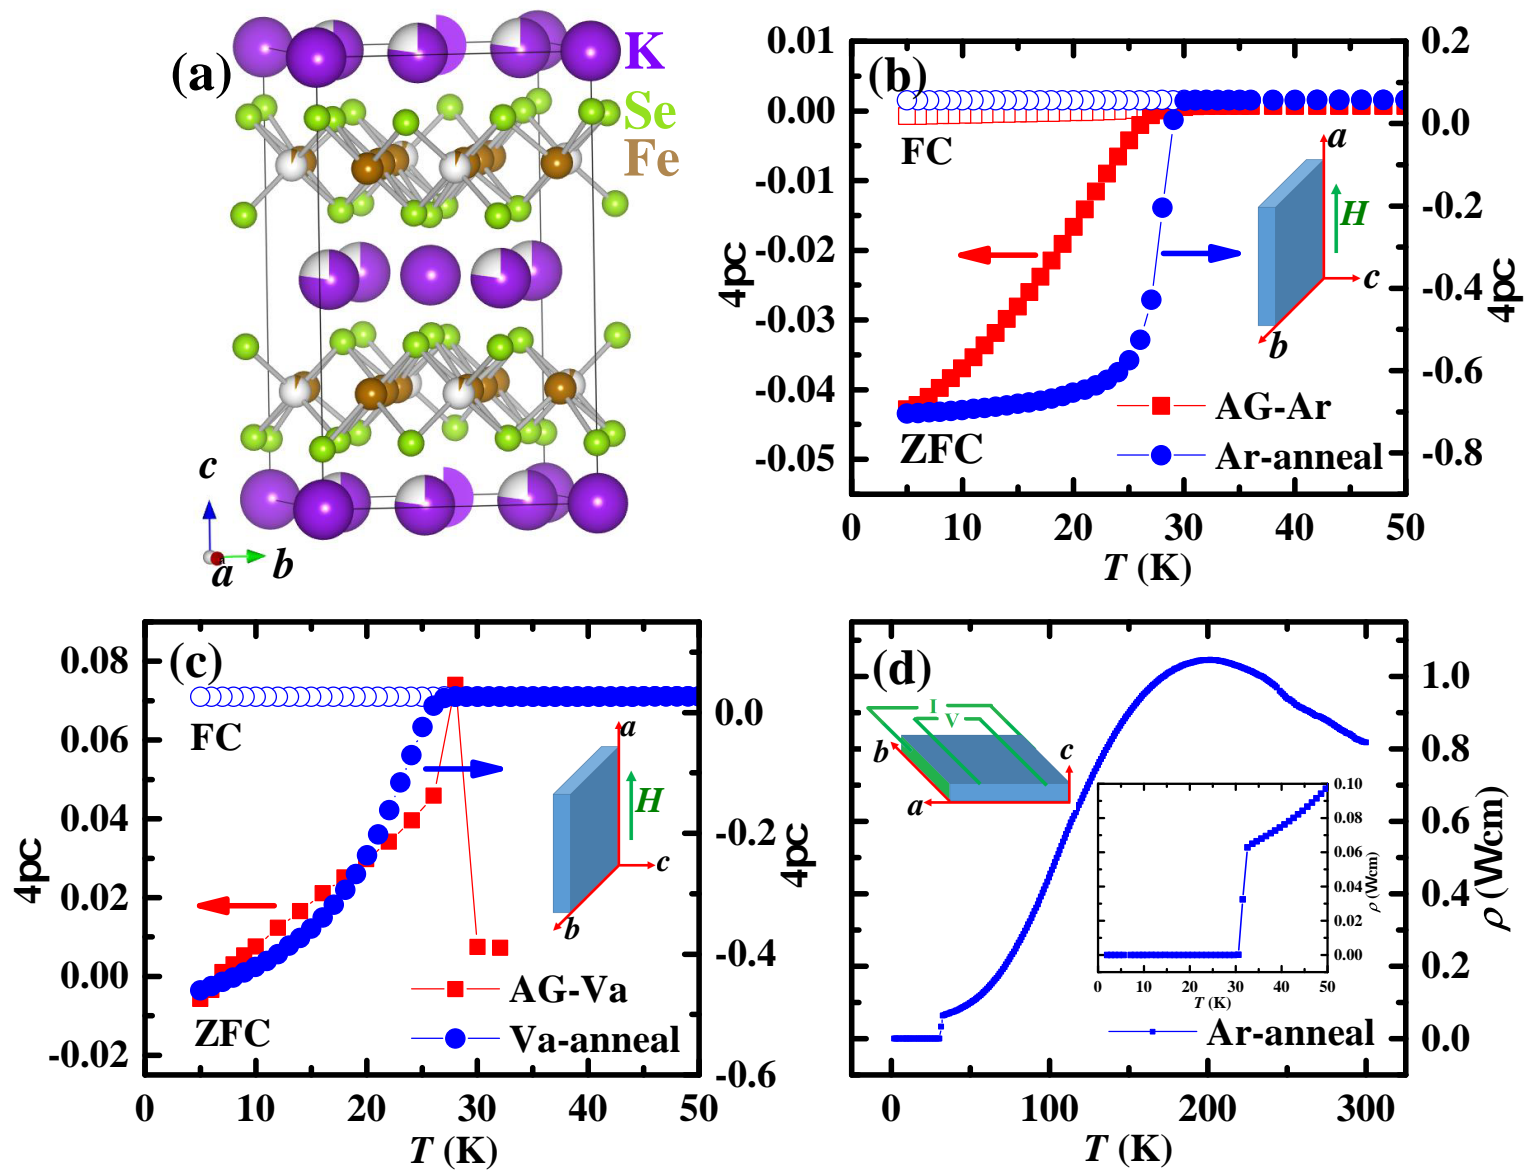 (a)
K
Se
Fe
c
a
b
(b)
0.01
0.00
-0.01
-0.02
-0.03
-0.04
-0.05
4pc
0.2
0.0
-0.2
-0.4
-0.6
-0.8
4pc
FC
ZFC
a
H
c
b
AG-Ar
Ar-anneal
0 10 20 30 40 50
T (K)
(c)
0.08
0.06
0.04
0.02
0.00
-0.02
4pc
0.0
-0.2
-0.4
-0.6
4pc
FC
ZFC
a
H
c
b
AG-Va
Va-anneal
0 10 20 30 40 50
T (K)
(d)
I
V
b
c
a
1.0
0.8
0.6
0.4
0.2
0.0
ρ (Wcm)
0.10
0.08
0.06
0.04
0.02
0.00
ρ (Wcm)
0 10 20 30 40 50
T (K)
Ar-anneal
0 100 200 300
T (K)